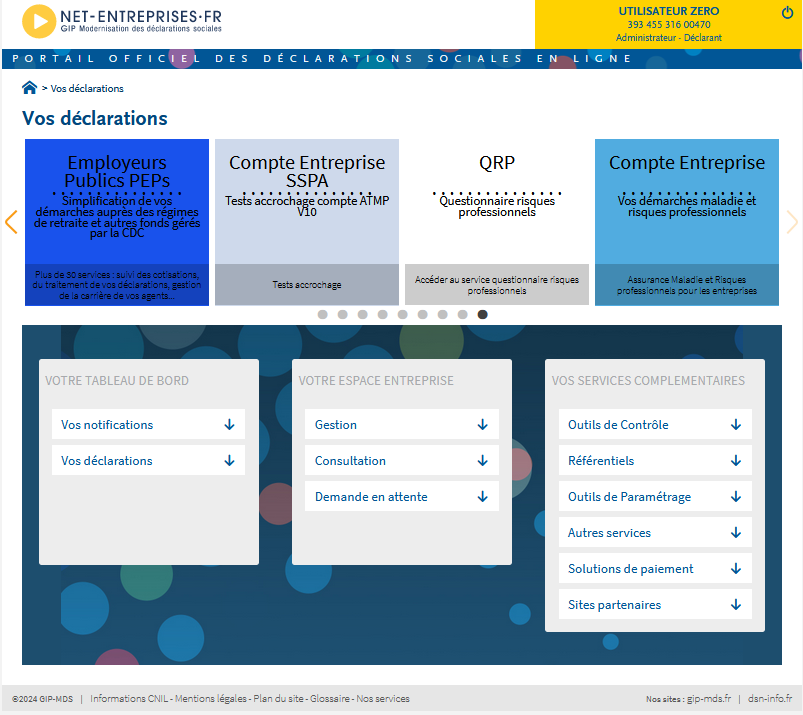 NET-ENTREPRISES·FR
GIP Modernisation des déclarations sociales
UTILISATEUR ZERO
393 455 316 00470
Administrateur - Déclarant
PORTAIL OFFICIEL DES DÉCLARATIONS SOCIALES EN LIGNE
> Vos déclarations
Vos déclarations
Employeurs
Publics PEPs
Simplification de vos
démarches auprès des régimes
de retraite et autres fonds gérés
par la CDC
Plus de 30 services : suivi des cotisations,
du traitement de vos déclarations, gestion
de la carrière de vos agents...
Compte Entreprise
SSPA
Tests accrochage compte ATMP
V10
Tests accrochage
QRP
Questionnaire risques
professionnels
Accéder au service questionnaire risques
professionnels
Compte Entreprise
Vos démarches maladie et
risques professionnels
Assurance Maladie et Risques
professionnels pour les entreprises
VOTRE TABLEAU DE BORD
Vos notifications
Vos déclarations
VOTRE ESPACE ENTREPRISE
Gestion
Consultation
Demande en attente
VOS SERVICES COMPLEMENTAIRES
Outils de Contrôle
Référentiels
Outils de Paramétrage
Autres services
Solutions de paiement
Sites partenaires
©2024 GIP-MDS | Informations CNIL - Mentions légales - Plan du site - Glossaire - Nos services
Nos sites : gip-mds.fr | dsn-info.fr